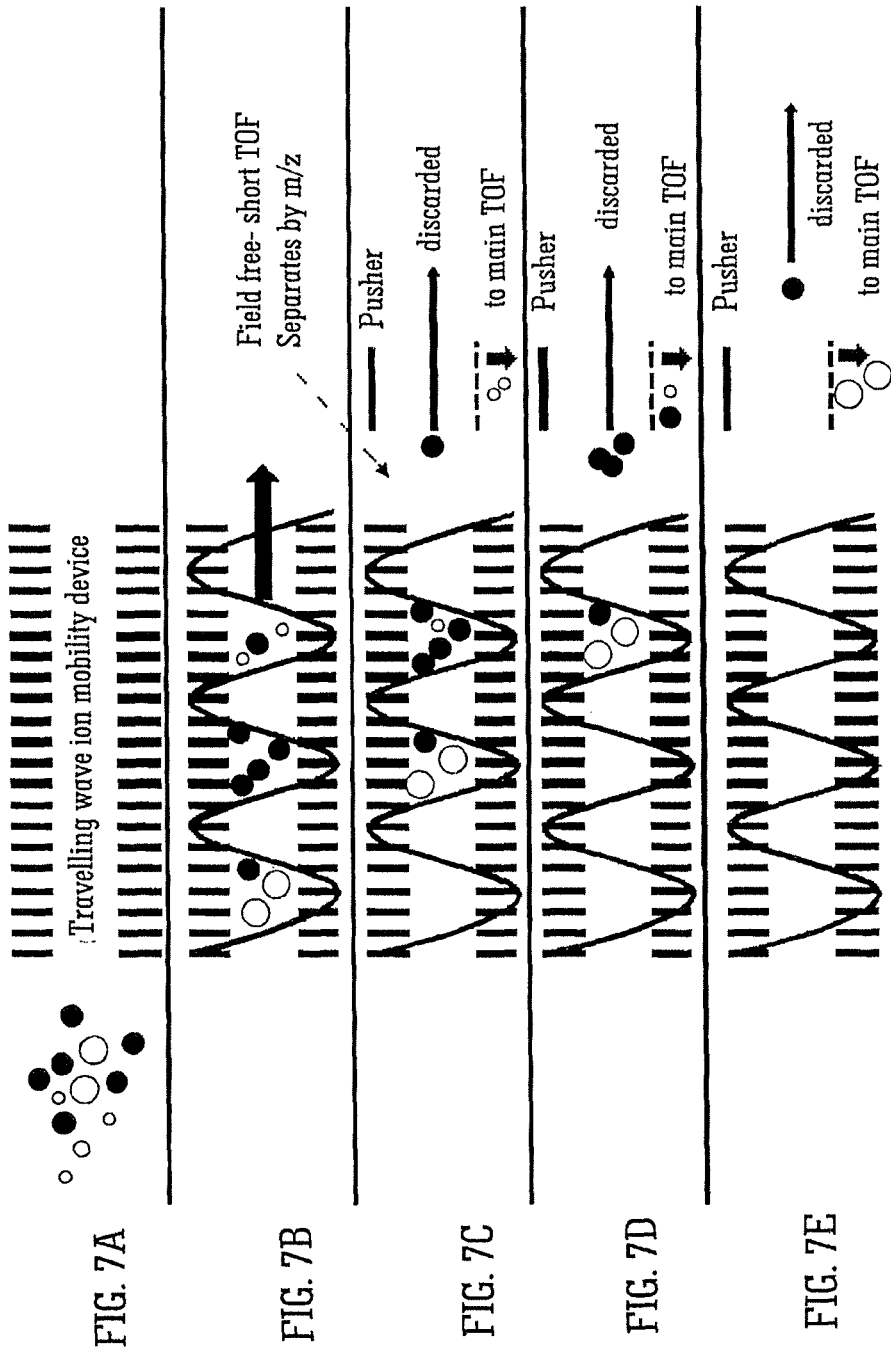 FIG. 7A
Travelling wave ion mobility device
FIG. 7B
Field free- short TOF
Separates by m/z
FIG. 7C
Pusher
discarded
to main TOF
FIG. 7D
Pusher
discarded
to main TOF
FIG. 7E
Pusher
discarded
to main TOF